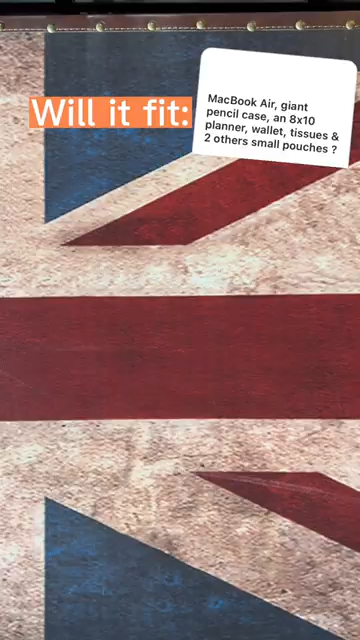 Will it fit:
MacBook Air, giant
pencil case, an 8x10
planner, wallet, tissues &
2 others small pouches ?